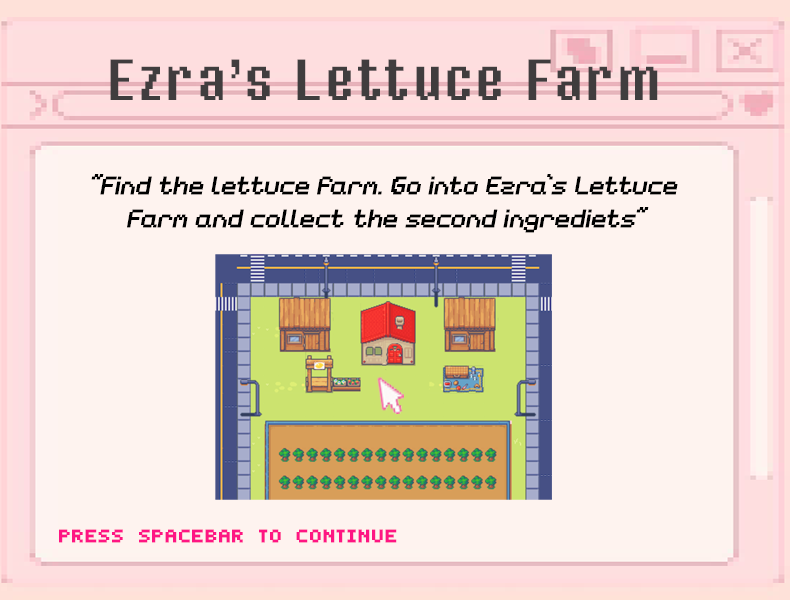 Ezra's Lettuce Farm
"Find the lettuce farm. Go into Ezra`s Lettuce
Farm and collect the second ingrediets"
PRESS SPACEBAR TO CONTINUE